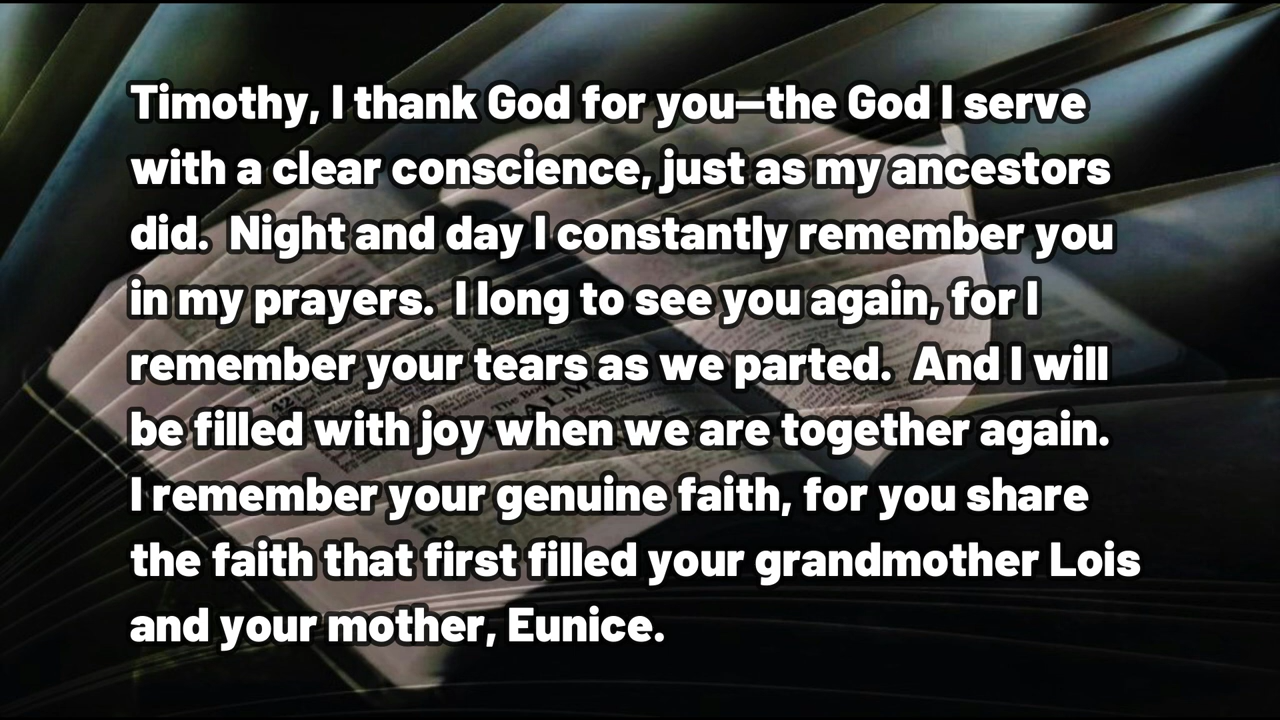 Timothy, I thank God for you—the God I serve
with a clear conscience, just as my ancestors
did.  Night and day I constantly remember you
in my prayers.  I long to see you again, for I
remember your tears as we parted.  And I will
be filled with joy when we are together again.
I remember your genuine faith, for you share
the faith that first filled your grandmother Lois
and your mother, Eunice.